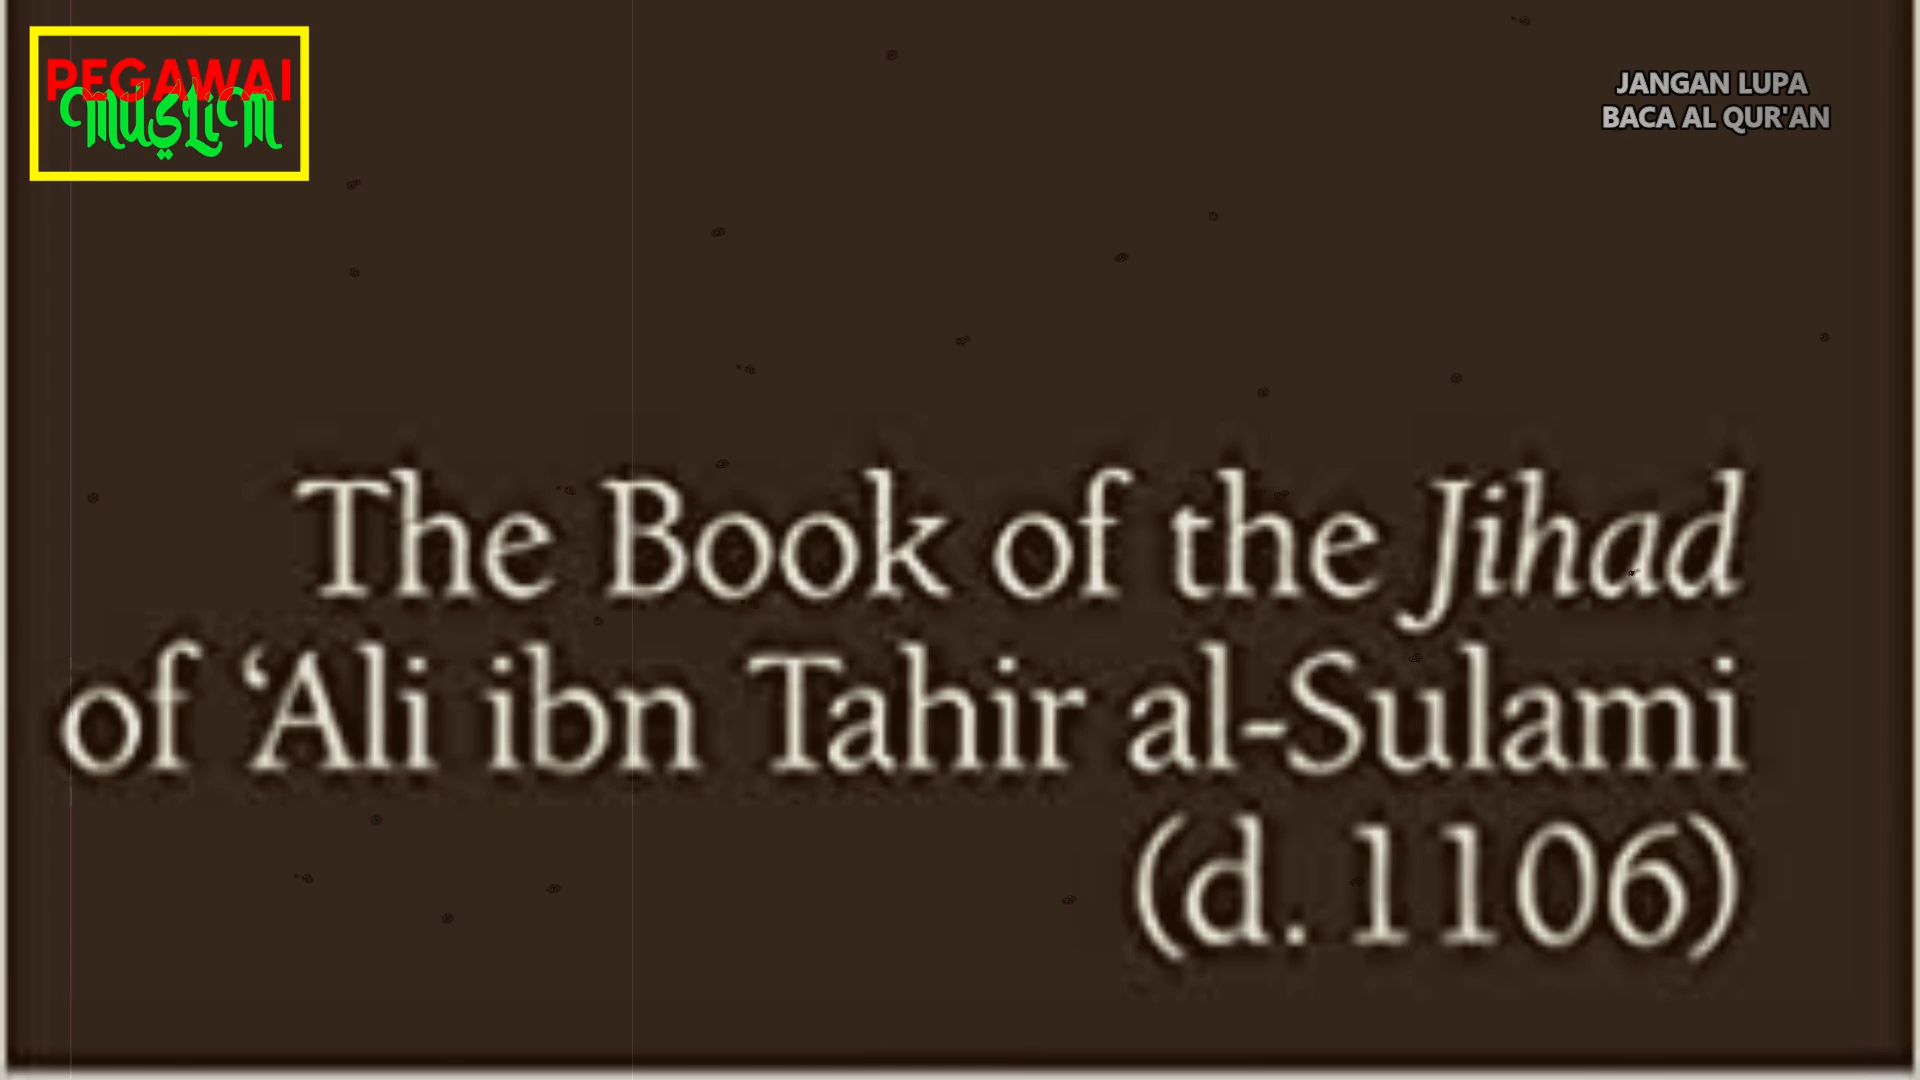 PEGAWAI
muslim
JANGAN LUPA
BACA AL QUR'AN
The Book of the Jihad
of ‘Ali ibn Tahir al-Sulami
(d. 1106)